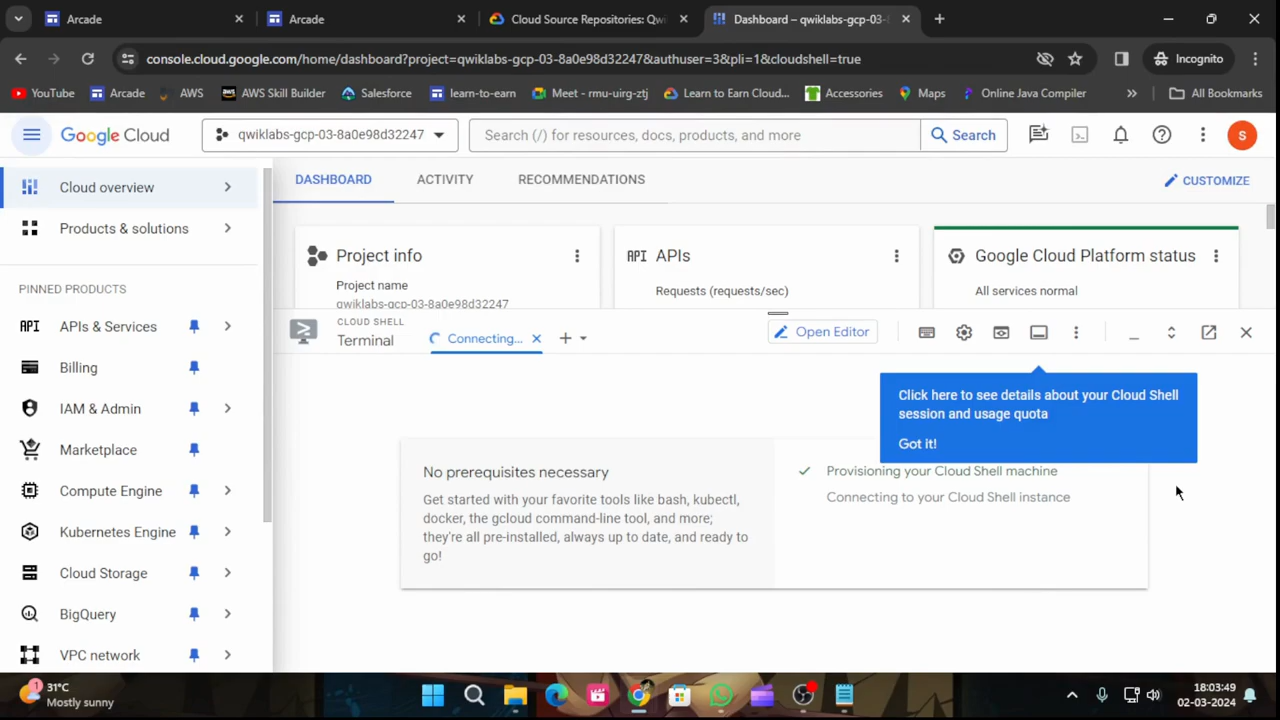 Arcade
Arcade
Cloud Source Repositories: Qwi
Dashboard – qwiklabs-gcp-03-
console.cloud.google.com/home/dashboard?project=qwiklabs-gcp-03-8a0e98d32247&authuser=3&pli=1&cloudshell=true
Incognito
YouTube
Arcade
AWS
AWS Skill Builder
Salesforce
learn-to-earn
Meet - rmu-uirg-ztj
Learn to Earn Cloud...
Accessories
Maps
Online Java Compiler
All Bookmarks
Google Cloud
qwiklabs-gcp-03-8a0e98d32247
Search (/) for resources, docs, products, and more
Search
S
Cloud overview
Products & solutions
PINNED PRODUCTS
APIs & Services
Billing
IAM & Admin
Marketplace
Compute Engine
Kubernetes Engine
Cloud Storage
BigQuery
VPC network
DASHBOARD
ACTIVITY
RECOMMENDATIONS
CUSTOMIZE
Project info
Project name
qwiklabs-gcp-03-8a0e98d32247
API APIs
Requests (requests/sec)
Google Cloud Platform status
All services normal
CLOUD SHELL
Terminal
Connecting...
Open Editor
Click here to see details about your Cloud Shell
session and usage quota
Got it!
No prerequisites necessary
Get started with your favorite tools like bash, kubectl,
docker, the gcloud command-line tool, and more;
they're all pre-installed, always up to date, and ready to
go!
Provisioning your Cloud Shell machine
Connecting to your Cloud Shell instance
1
31°C
Mostly sunny
18:03:49
02-03-2024